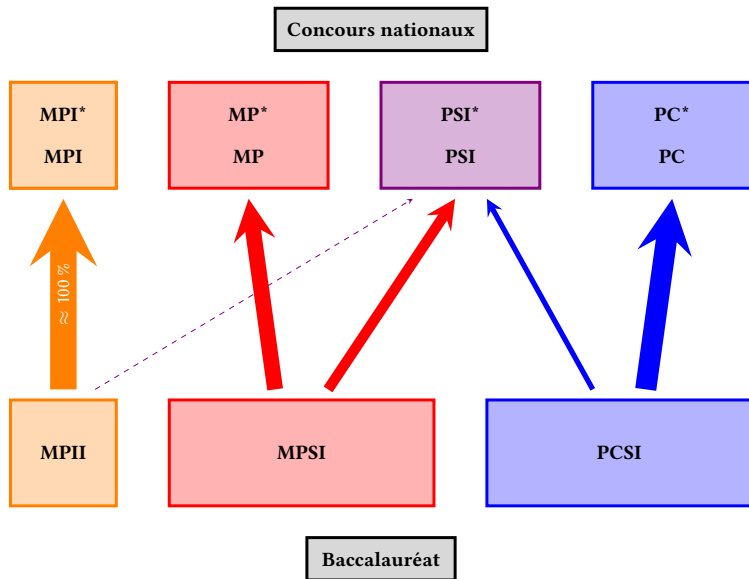 Concours nationaux
MPI*
MPI
MP*
MP
PSI*
PSI
PC*
PC
≈ 100 %
MPII
MPSI
PCSI
Baccalauréat